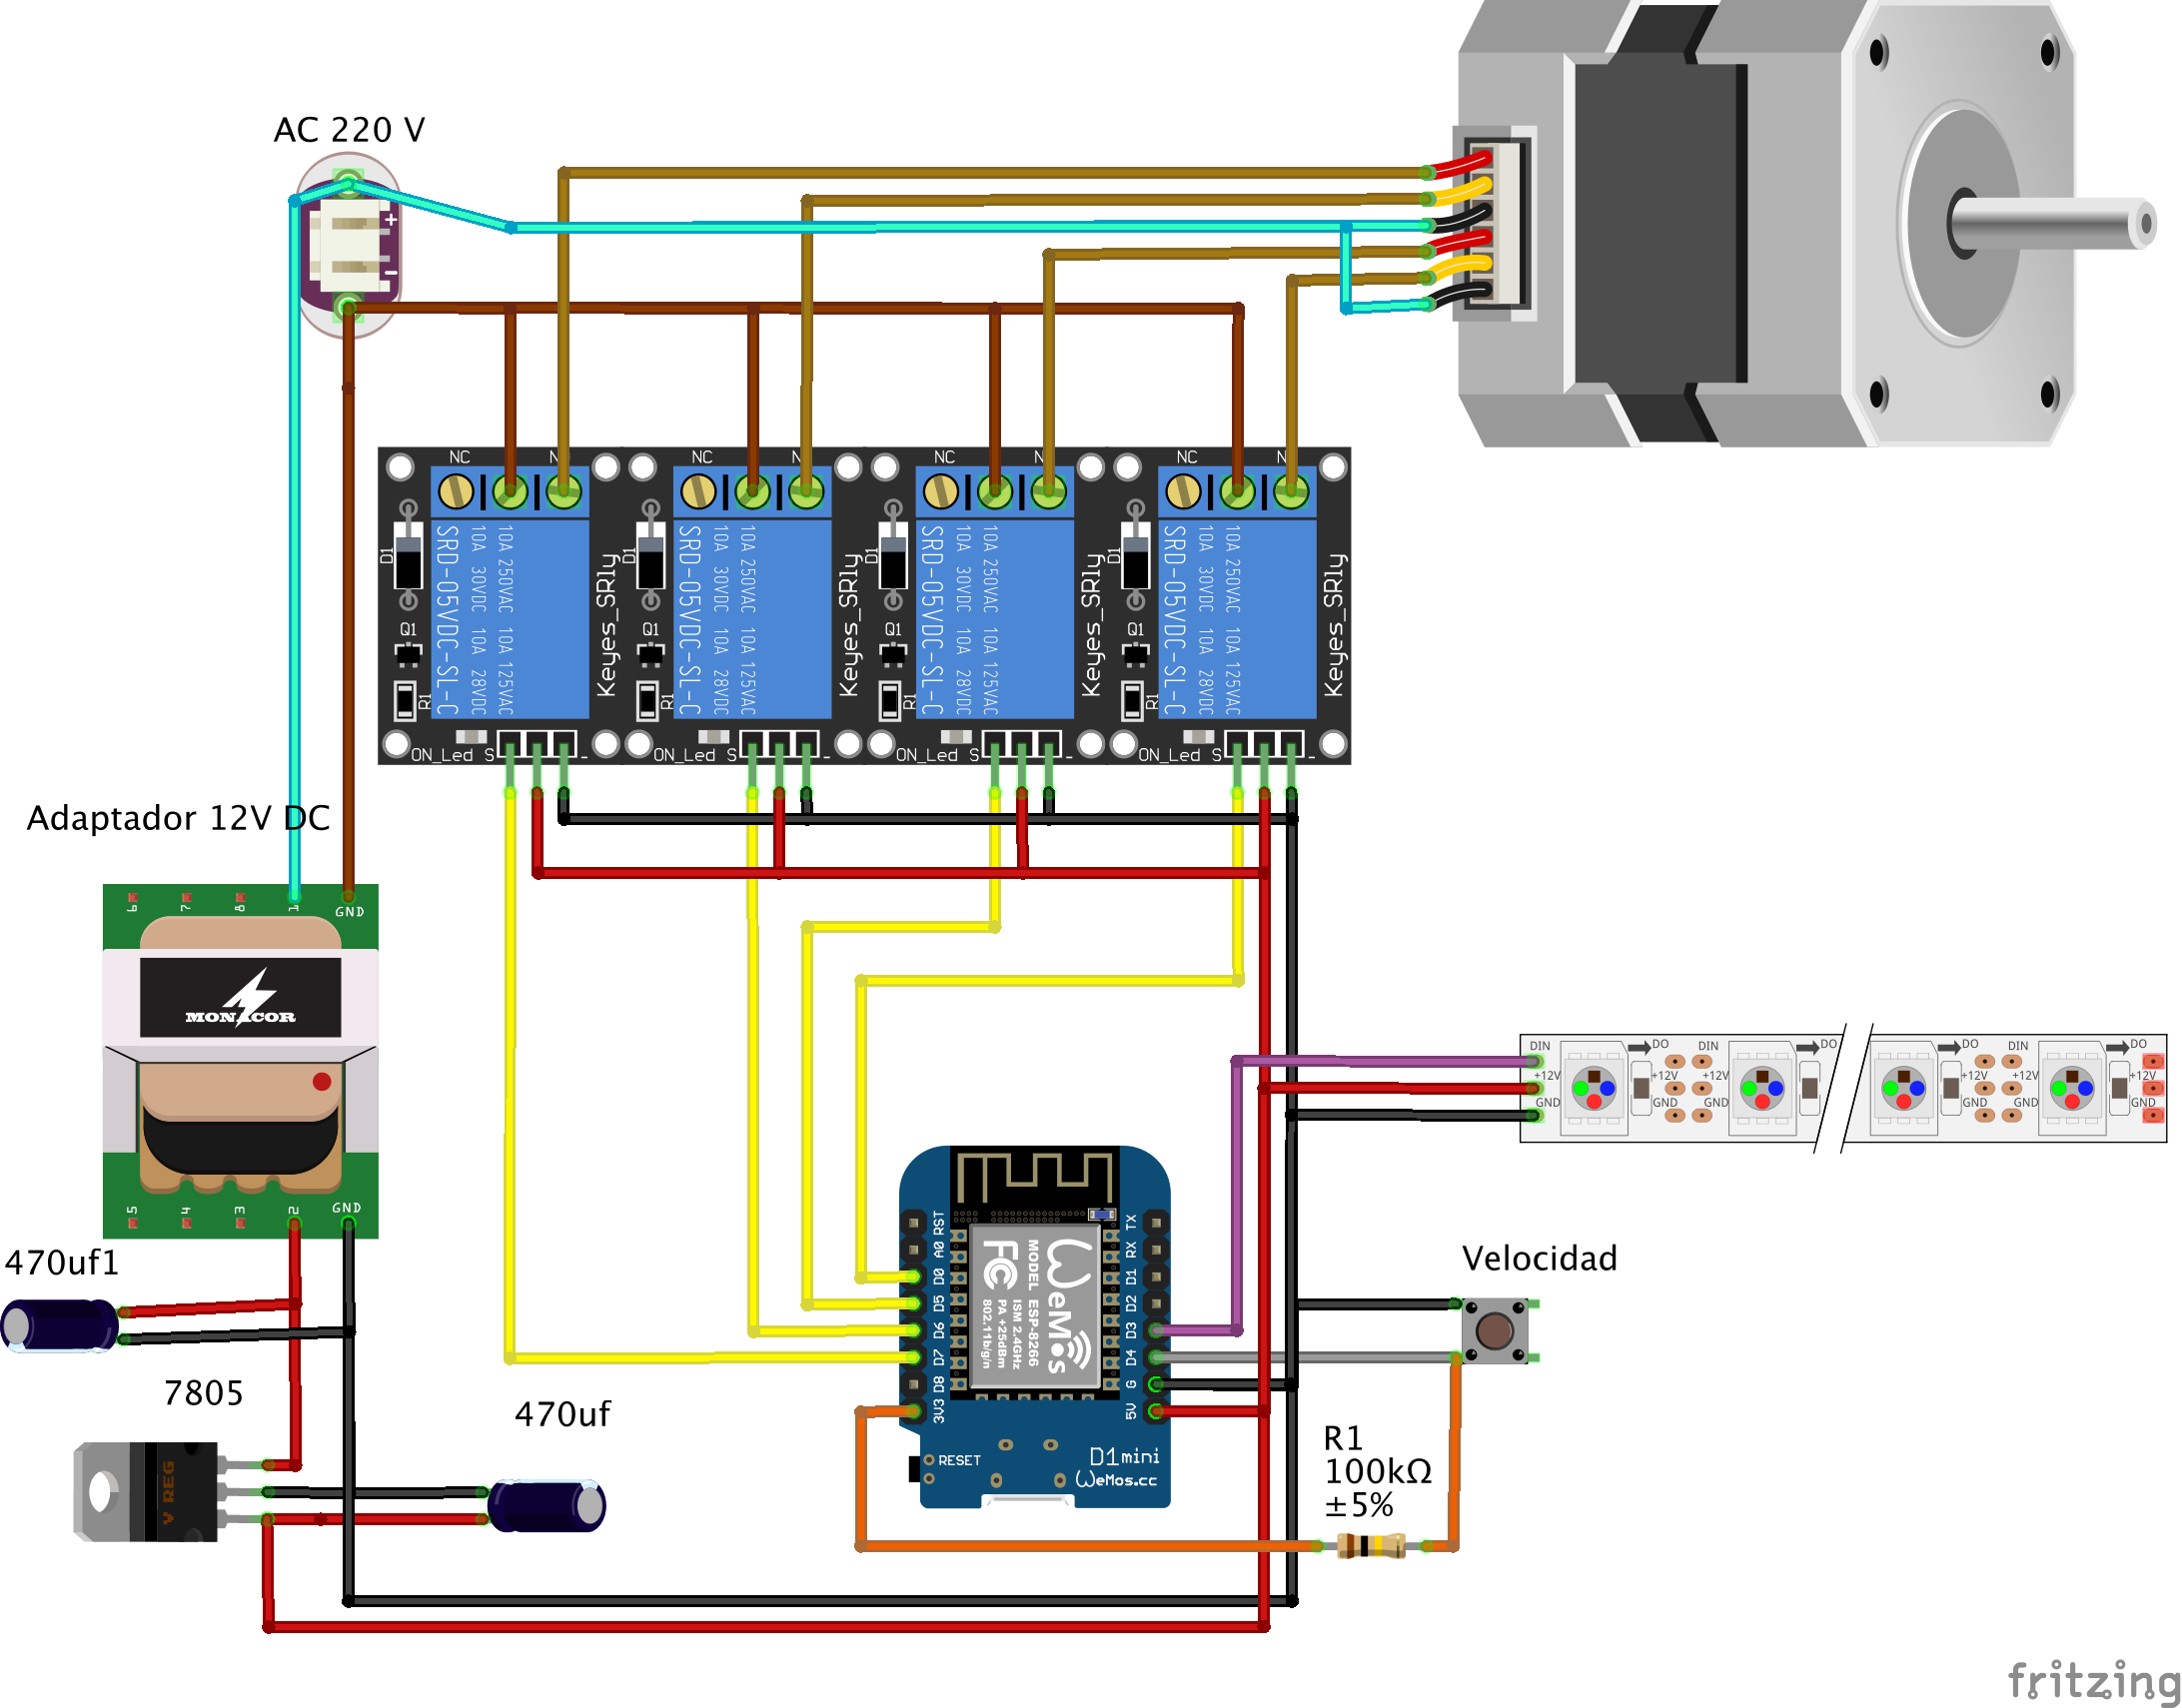 AC 220 V
+
-
NC
N
NC
N
NC
N
NC
N
D1
SRD-05VDC-SL-C
10A 30VDC 10A 28VDC
10A 250VAC 10A 125VAC
Keyes_SRly
Q1
R1
ON_Led S
-
D1
SRD-05VDC-SL-C
10A 30VDC 10A 28VDC
10A 250VAC 10A 125VAC
Keyes_SRly
Q1
R1
ON_Led S
-
D1
SRD-05VDC-SL-C
10A 30VDC 10A 28VDC
10A 250VAC 10A 125VAC
Keyes_SRly
Q1
R1
ON_Led S
-
D1
SRD-05VDC-SL-C
10A 30VDC 10A 28VDC
10A 250VAC 10A 125VAC
Keyes_SRly
Q1
R1
ON_Led S
-
Adaptador 12V DC
6 7 8 1 GND
MONACOR
5 4 3 2 GND
DIN DO DIN DO DO DIN DO
+12V +12V +12V +12V +12V +12V
GND GND GND GND GND GND
470uf1
7805
V REG
470uf
RST
A0
D0
D5
D6
D7
D8
3V3
TX
RX
D1
D2
D3
D4
G
5V
WeMos
MODEL ESP-8266
ISM 2.4GHz
PA +25dBm
802.11b/g/n
FC
RESET
D1mini
WeMos.cc
Velocidad
R1
100kΩ
±5%
fritzing